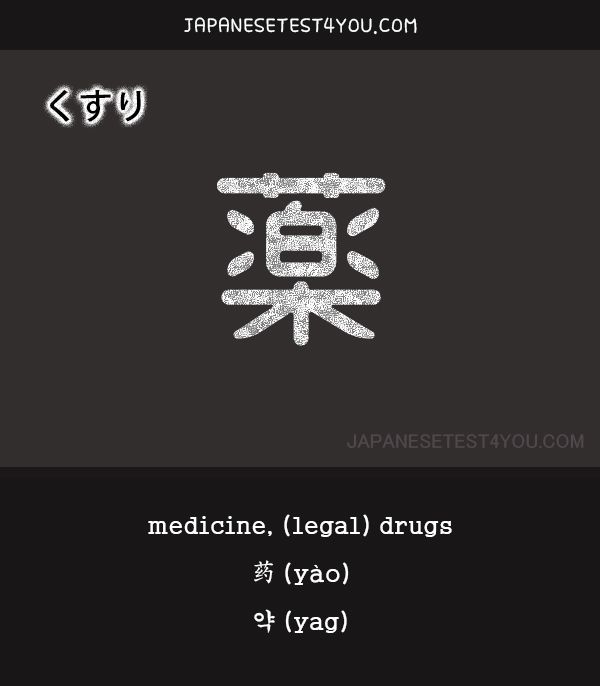 JAPANESETEST4YOU.COM
くすり
薬
JAPANESETEST4YOU.COM
medicine, (legal) drugs
药 (yào)
약 (yag)